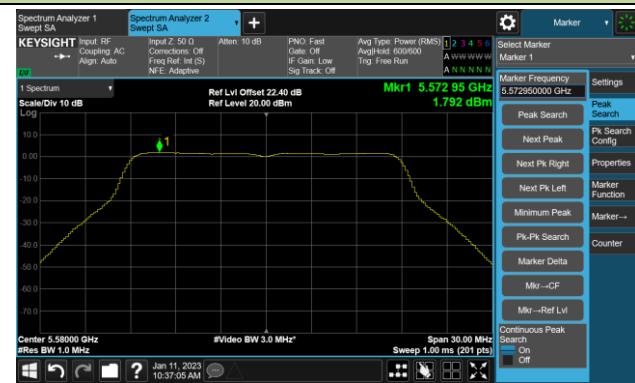 Spectrum Analyzer 1
Swept SA
Spectrum Analyzer 2
Swept SA
+
Marker
KEYSIGHT
Input: RF
Coupling: AC
Align: Auto
Input Z: 50 Ω
Corrections: Off
Freq Ref: Int (S)
NFE: Adaptive
Atten: 10 dB
PNO: Fast
Gate: Off
IF Gain: Low
Sig Track: Off
Avg Type: Power (RMS)
Avg|Hold: 600/600
Trig: Free Run
1 2 3 4 5 6
A W W W W W
A N N N N N
Select Marker
Marker 1
1 Spectrum
Scale/Div 10 dB
Log
Ref Lvl Offset 22.40 dB
Ref Level 20.00 dBm
Mkr1 5.572 95 GHz
1.792 dBm
10.0
0.00
-10.0
-20.0
-30.0
-40.0
-50.0
-60.0
-70.0
1
Center 5.58000 GHz
#Res BW 1.0 MHz
#Video BW 3.0 MHz*
Span 30.00 MHz
Sweep 1.00 ms (201 pts)
Marker Frequency
5.572950000 GHz
Peak Search
Next Peak
Next Pk Right
Next Pk Left
Minimum Peak
Pk-Pk Search
Marker Delta
Mkr→CF
Mkr→Ref Lvl
Continuous Peak
Search
On
Off
Settings
Peak
Search
Pk Search
Config
Properties
Marker
Function
Marker→
Counter
?
Jan 11, 2023
10:37:05 AM